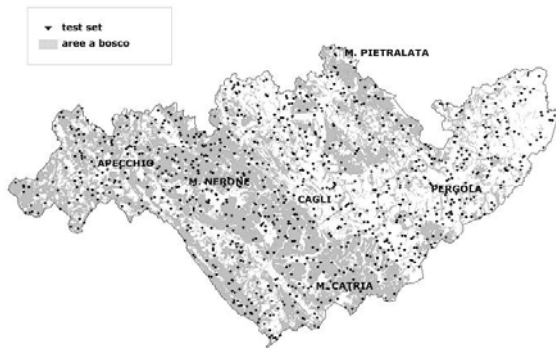 test set
aree a bosco
M. PIETRALATA
APECCHIO
M. NERONE
CAGLI
PERGOLA
M. CATRIA